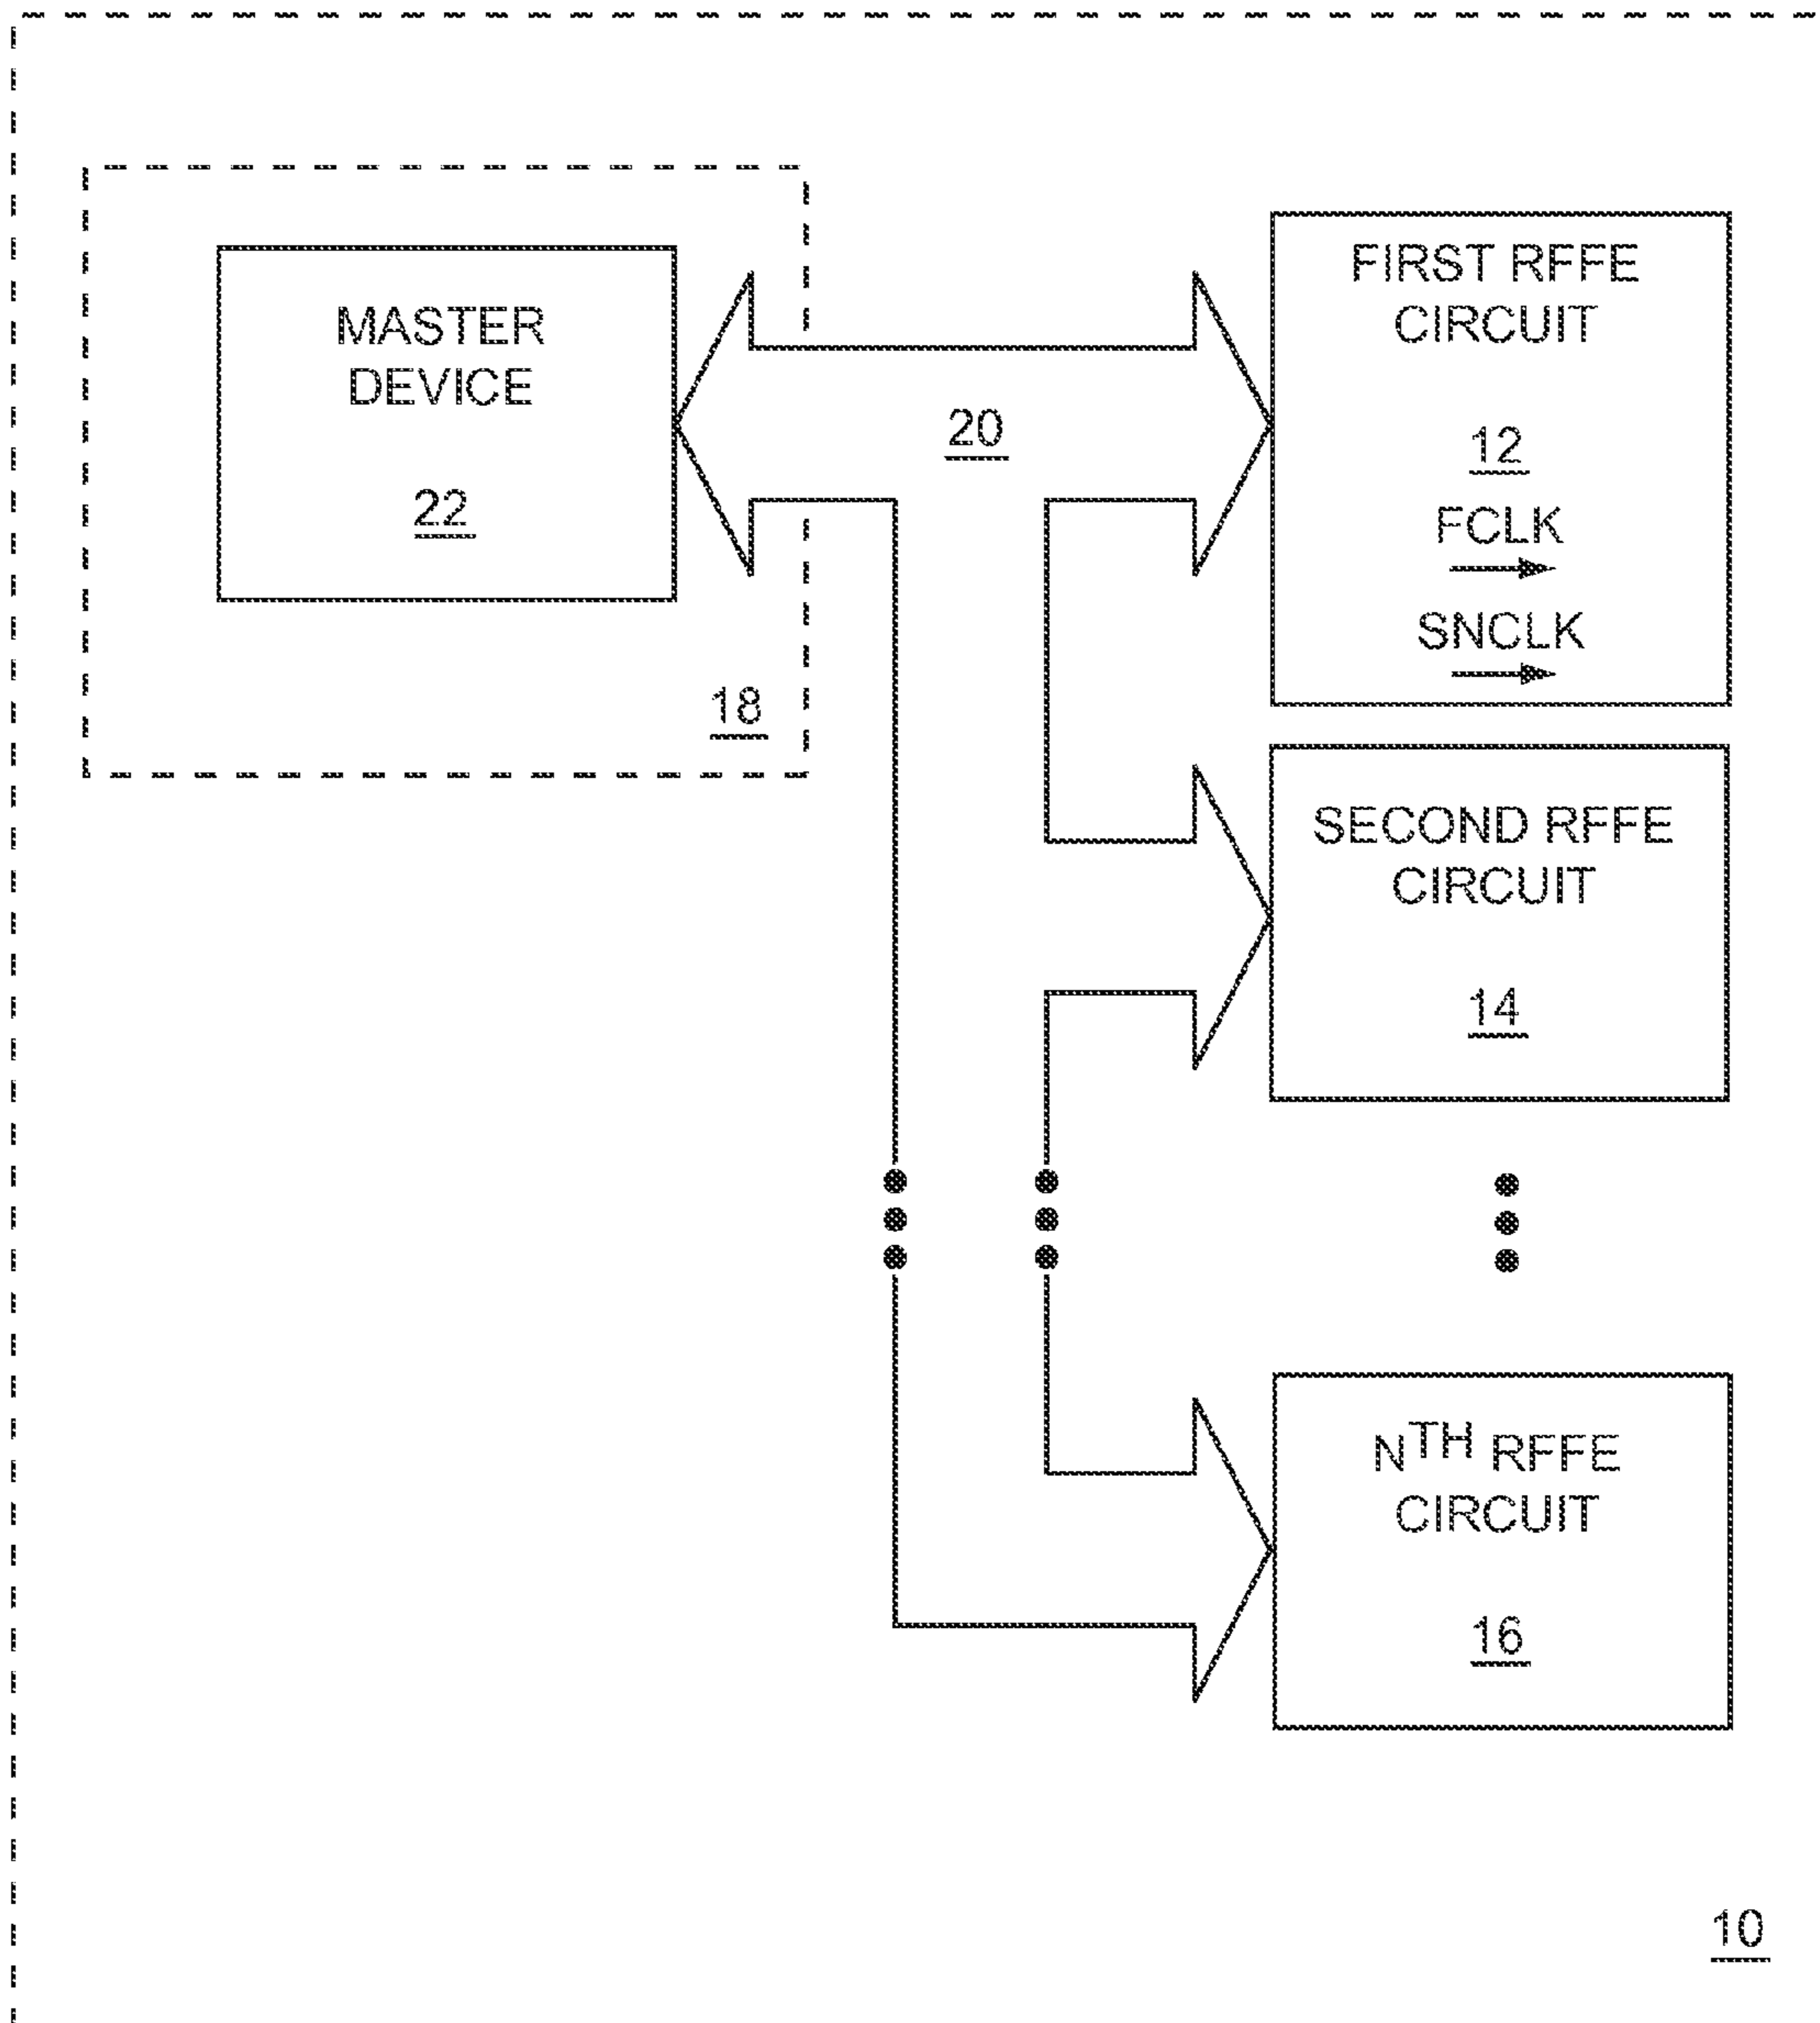 MASTER
DEVICE
22
18
20
FIRST RFFE
CIRCUIT
12
FCLK
SNCLK
SECOND RFFE
CIRCUIT
14
NTH RFFE
CIRCUIT
16
10